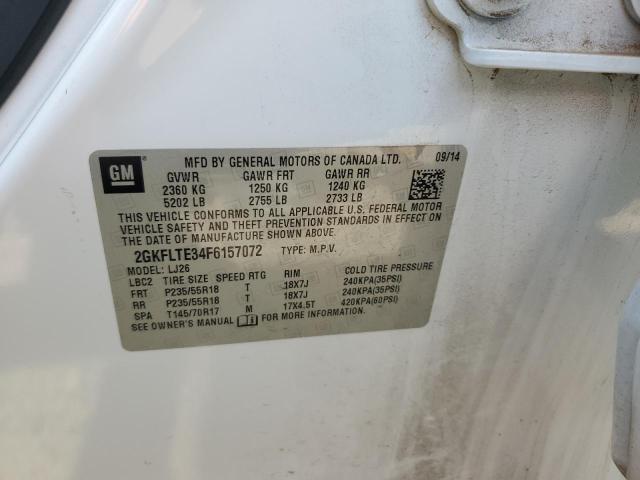 MFD BY GENERAL MOTORS OF CANADA LTD. 09/14
GM
GVWR GAWR FRT GAWR RR
2360 KG 1250 KG 1240 KG
5202 LB 2755 LB 2733 LB
THIS VEHICLE CONFORMS TO ALL APPLICABLE U.S. FEDERAL MOTOR
VEHICLE SAFETY AND THEFT PREVENTION STANDARDS IN EFFECT ON
THE DATE OF MANUFACTURE SHOWN ABOVE.
2GKFLTE34F6157072 TYPE: M.P.V.
MODEL: LJ26
LBC2 TIRE SIZE SPEED RTG RIM COLD TIRE PRESSURE
FRT P235/55R18 T 18X7J 240KPA(35PSI)
RR P235/55R18 T 18X7J 240KPA(35PSI)
SPA T145/70R17 M 17X4.5T 420KPA(60PSI)
SEE OWNER'S MANUAL FOR MORE INFORMATION.